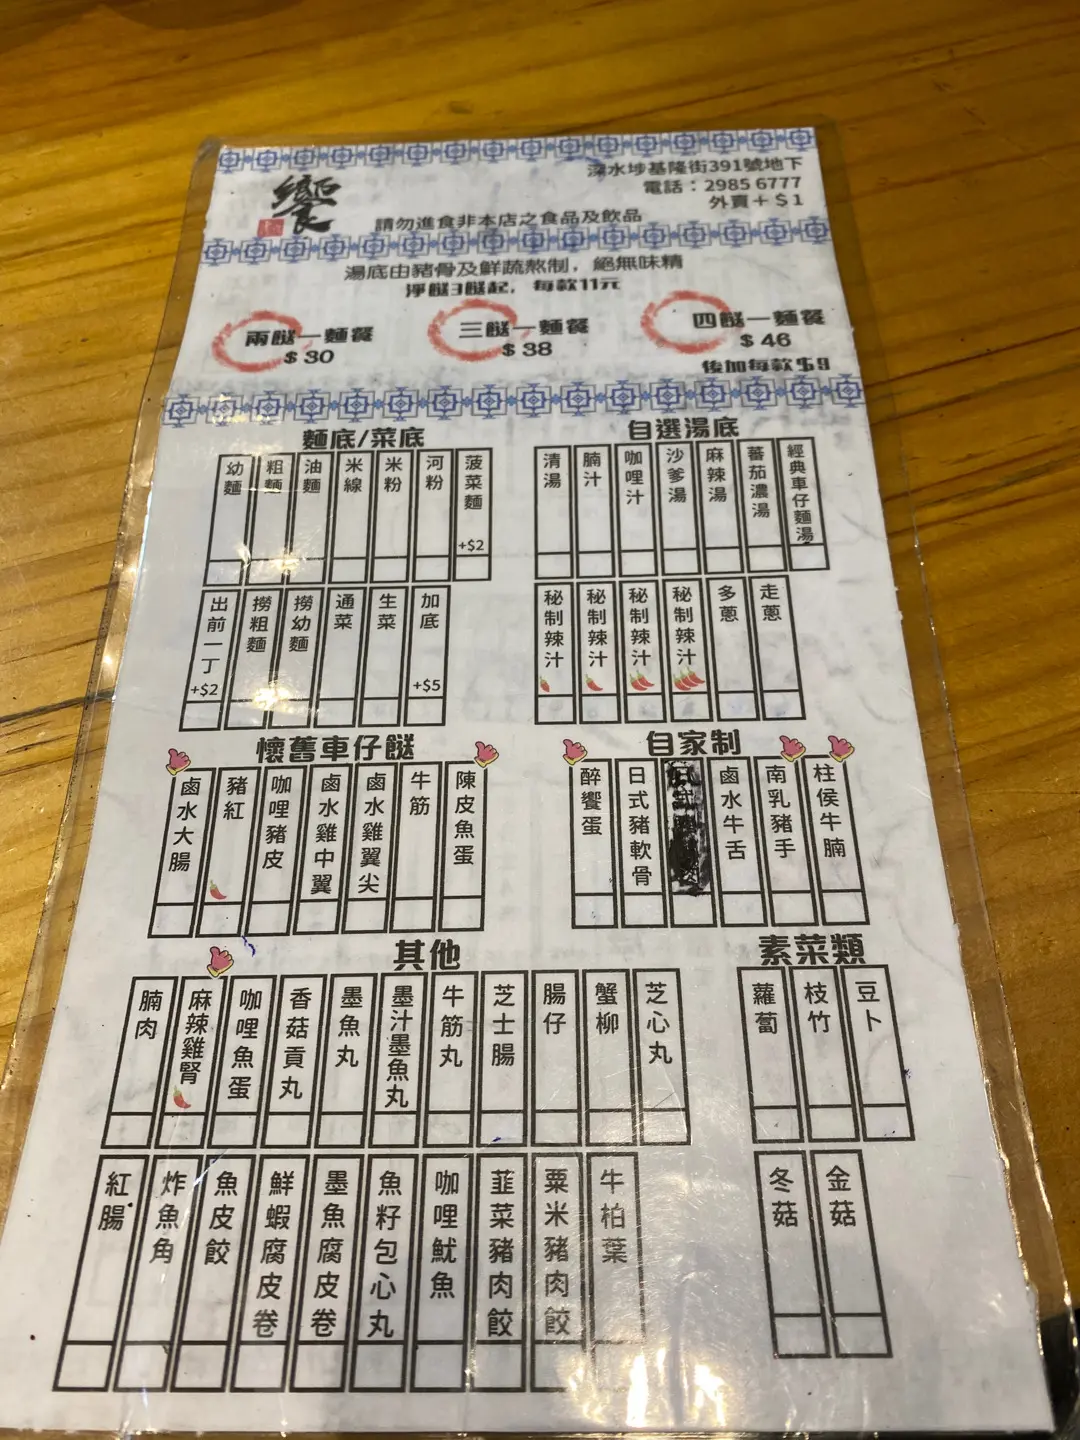 饗
深水埗基隆街391號地下
電話：2985 6777
外賣＋＄1
請勿進食非本店之食品及飲品
湯底由豬骨及鮮蔬熬制，絕無味精
淨餸3餸起，每款11元
兩餸一麵餐
$30
三餸一麵餐
$38
四餸一麵餐
$46
後加每款$9
麵底/菜底
幼麵
粗麵
油麵
米線
米粉
河粉
菠菜麵
+$2
出前一丁
+$2
撈粗麵
撈幼麵
通菜
生菜
加底
+$5
自選湯底
清湯
腩汁
咖哩汁
沙爹湯
麻辣湯
蕃茄濃湯
經典車仔麵湯
秘制辣汁
秘制辣汁
秘制辣汁
秘制辣汁
多蔥
走蔥
懷舊車仔餸
鹵水大腸
豬紅
咖哩豬皮
鹵水雞中翼
鹵水雞翼尖
牛筋
陳皮魚蛋
自家制
醉饗蛋
日式豬軟骨
鹵水牛舌
南乳豬手
柱侯牛腩
其他
腩肉
麻辣雞腎
咖哩魚蛋
香菇貢丸
墨魚丸
墨汁墨魚丸
牛筋丸
芝士腸
腸仔
蟹柳
芝心丸
紅腸
炸魚角
魚皮餃
鮮蝦腐皮卷
墨魚腐皮卷
魚籽包心丸
咖哩魷魚
韮菜豬肉餃
粟米豬肉餃
牛柏葉
素菜類
蘿蔔
枝竹
豆卜
冬菇
金菇